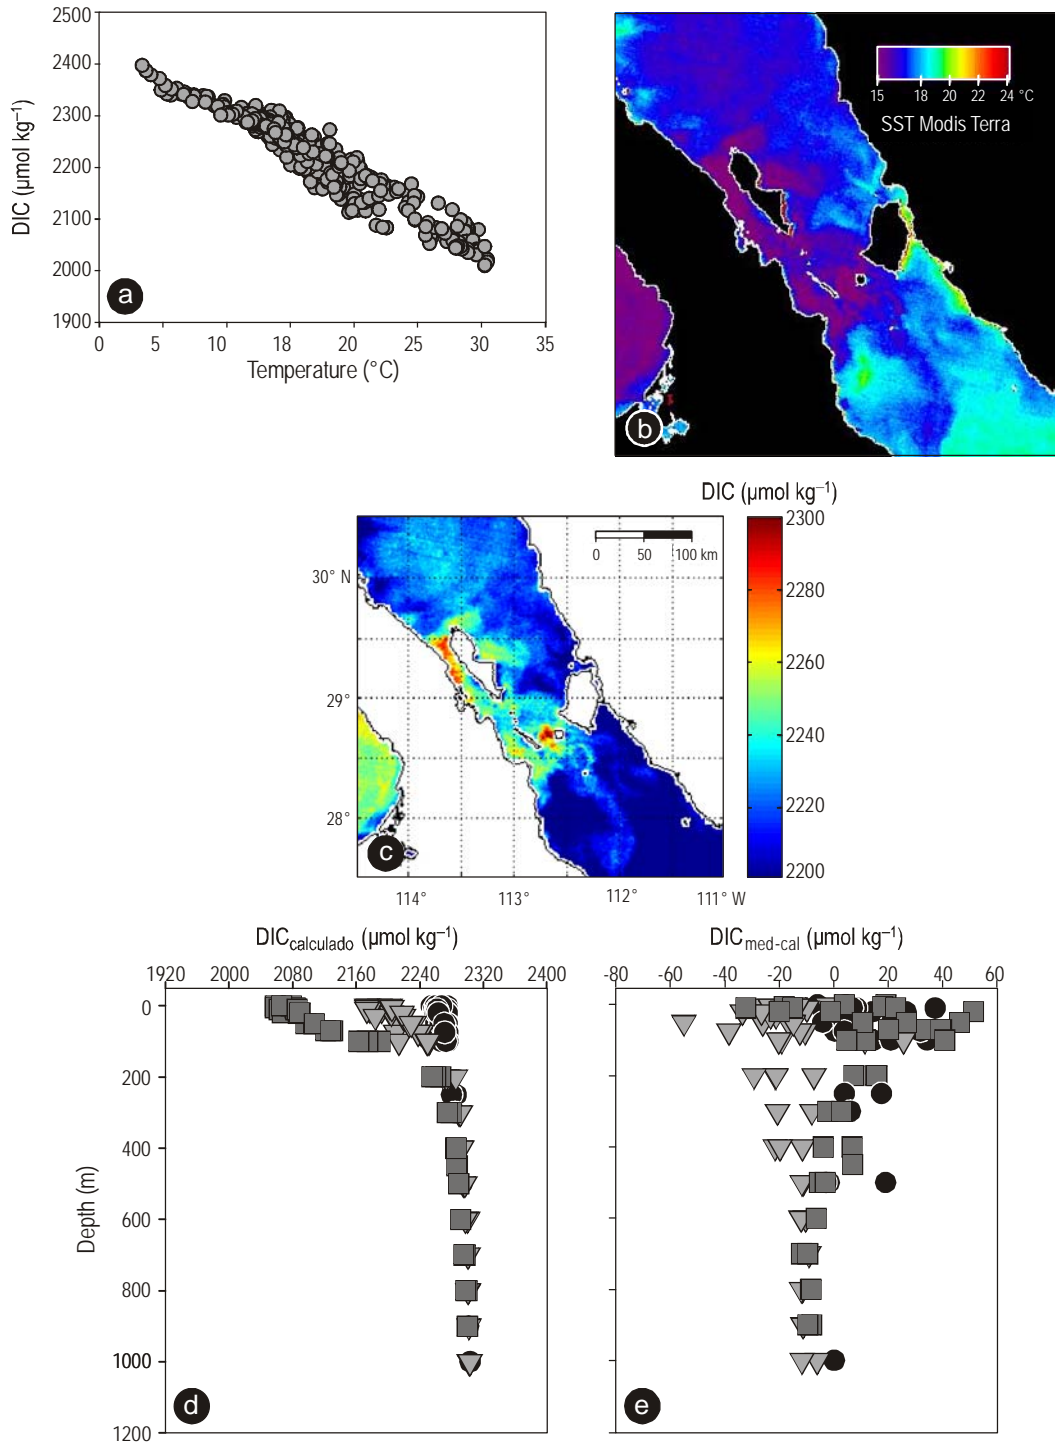 2500
2400
2300
2200
2100
2000
1900
DIC (µmol kg⁻¹)
0 5 10 18 20 25 30 35
Temperature (°C)
a
15 18 20 22 24 °C
SST Modis Terra
b
DIC (µmol kg⁻¹)
0 50 100 km
30° N
29°
28°
114° 113° 112° 111° W
2300
2280
2260
2240
2220
2200
c
DICcalculado (µmol kg⁻¹)
1920 2000 2080 2160 2240 2320 2400
0
200
400
600
800
1000
1200
Depth (m)
d
DICmed-cal (µmol kg⁻¹)
-80 -60 -40 -20 0 20 40 60
e